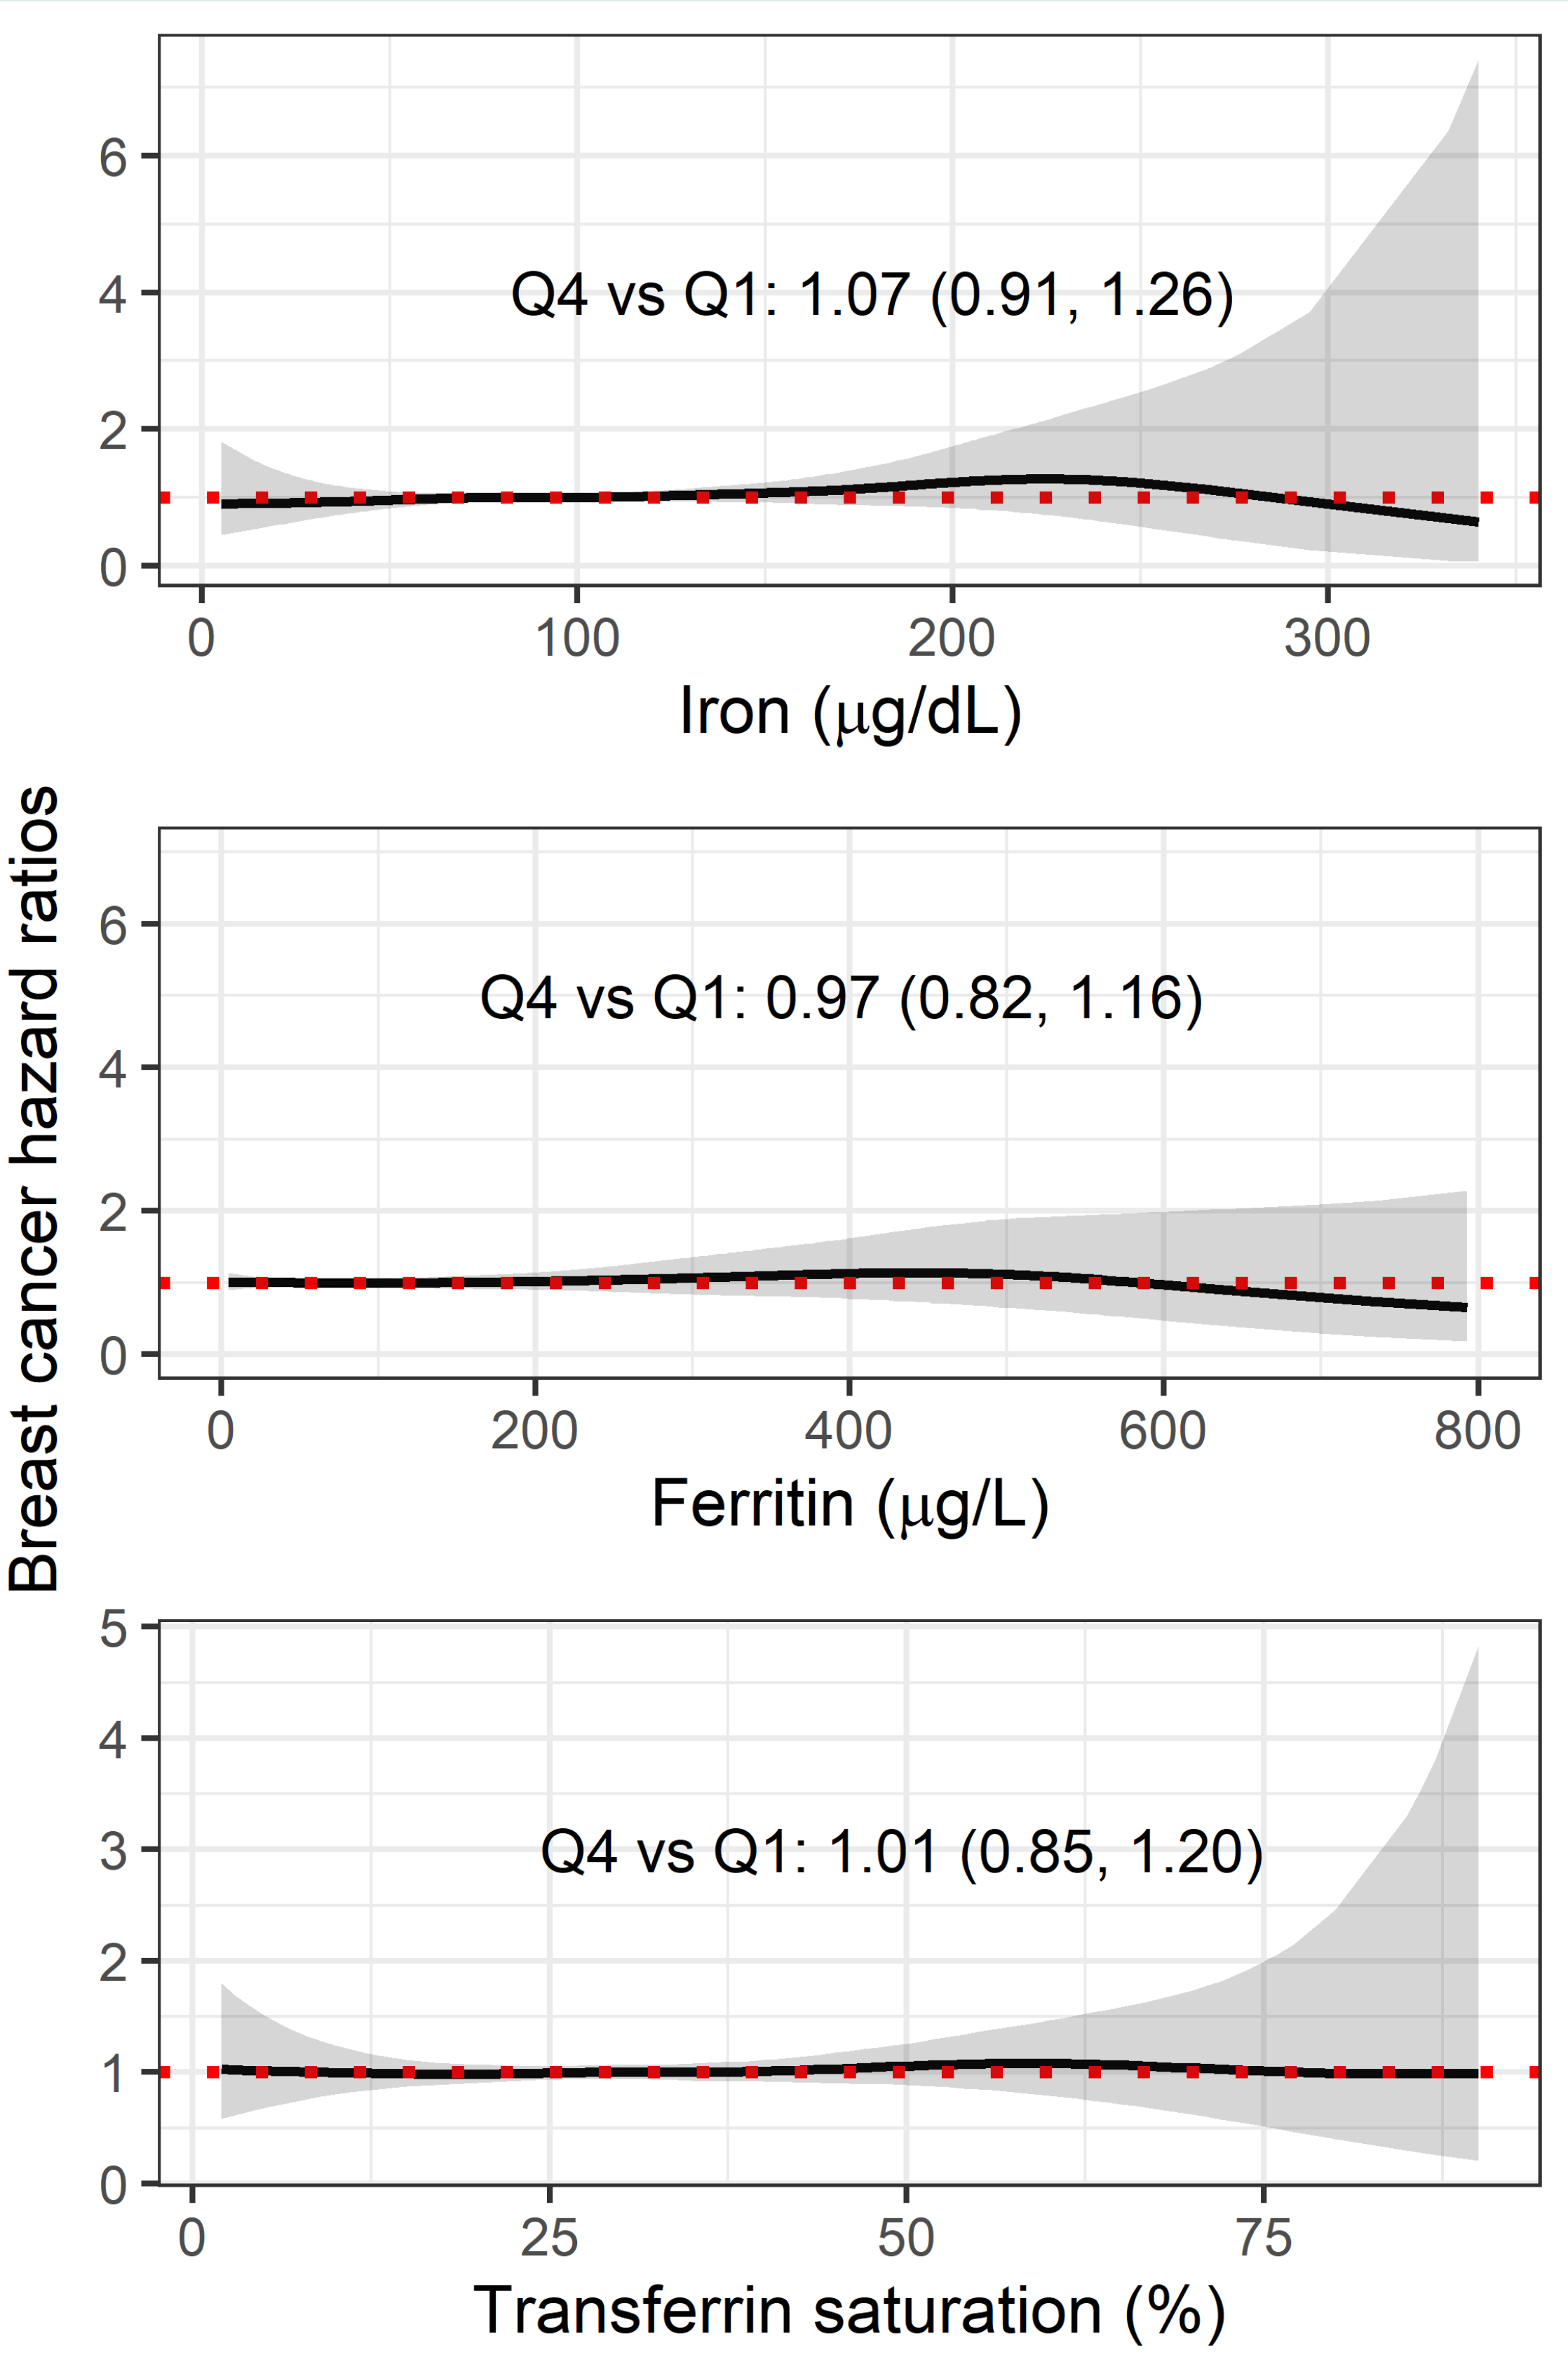 Breast cancer hazard ratios
6
4
2
0
Q4 vs Q1: 1.07 (0.91, 1.26)
0 100 200 300
Iron (μg/dL)
6
4
2
0
Q4 vs Q1: 0.97 (0.82, 1.16)
0 200 400 600 800
Ferritin (μg/L)
5
4
3
2
1
0
Q4 vs Q1: 1.01 (0.85, 1.20)
0 25 50 75
Transferrin saturation (%)